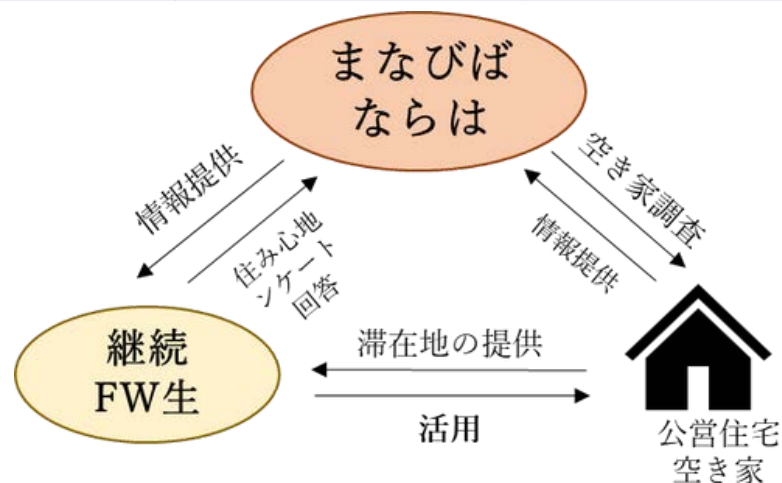 まなびば
ならは
情報提供
住み心地
ンケート
回答
空き家調査
情報提供
継続
FW生
滞在地の提供
活用
公営住宅
空き家